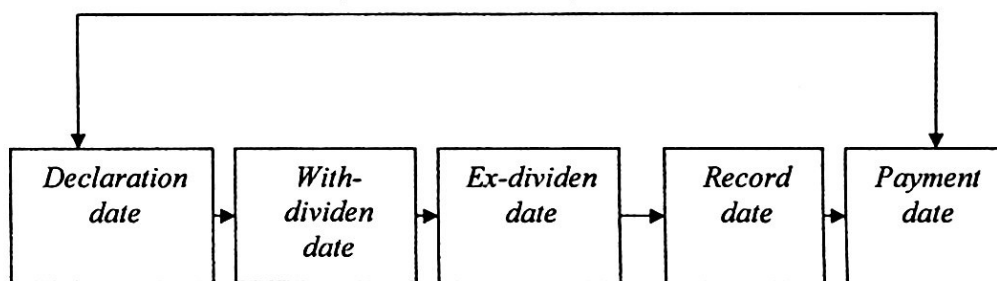 Declaration
date
With-
dividen
date
Ex-dividen
date
Record
date
Payment
date